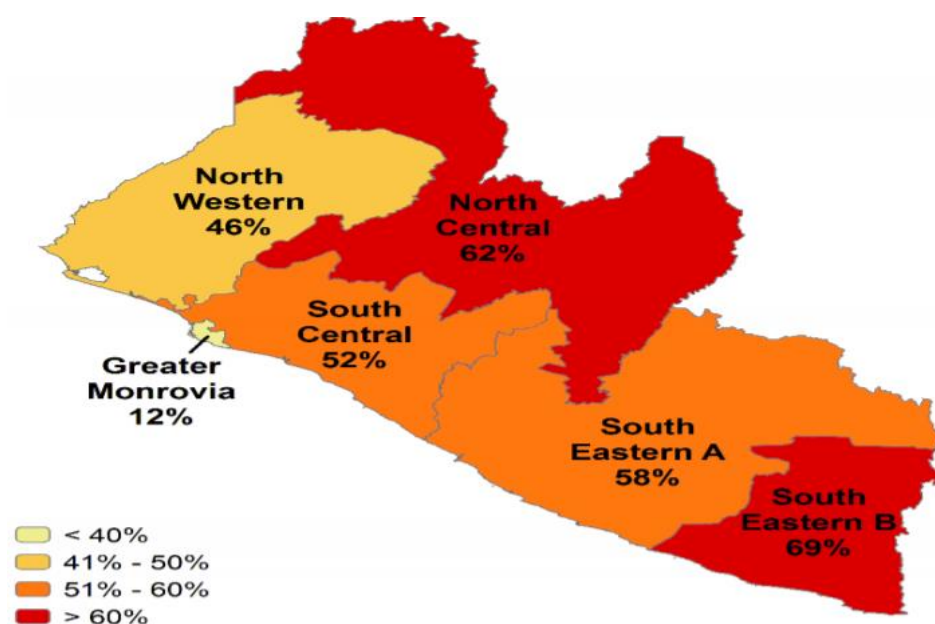 North
Western
46%
North
Central
62%
South
Central
52%
Greater
Monrovia
12%
South
Eastern A
58%
South
Eastern B
69%
< 40%
41% - 50%
51% - 60%
> 60%